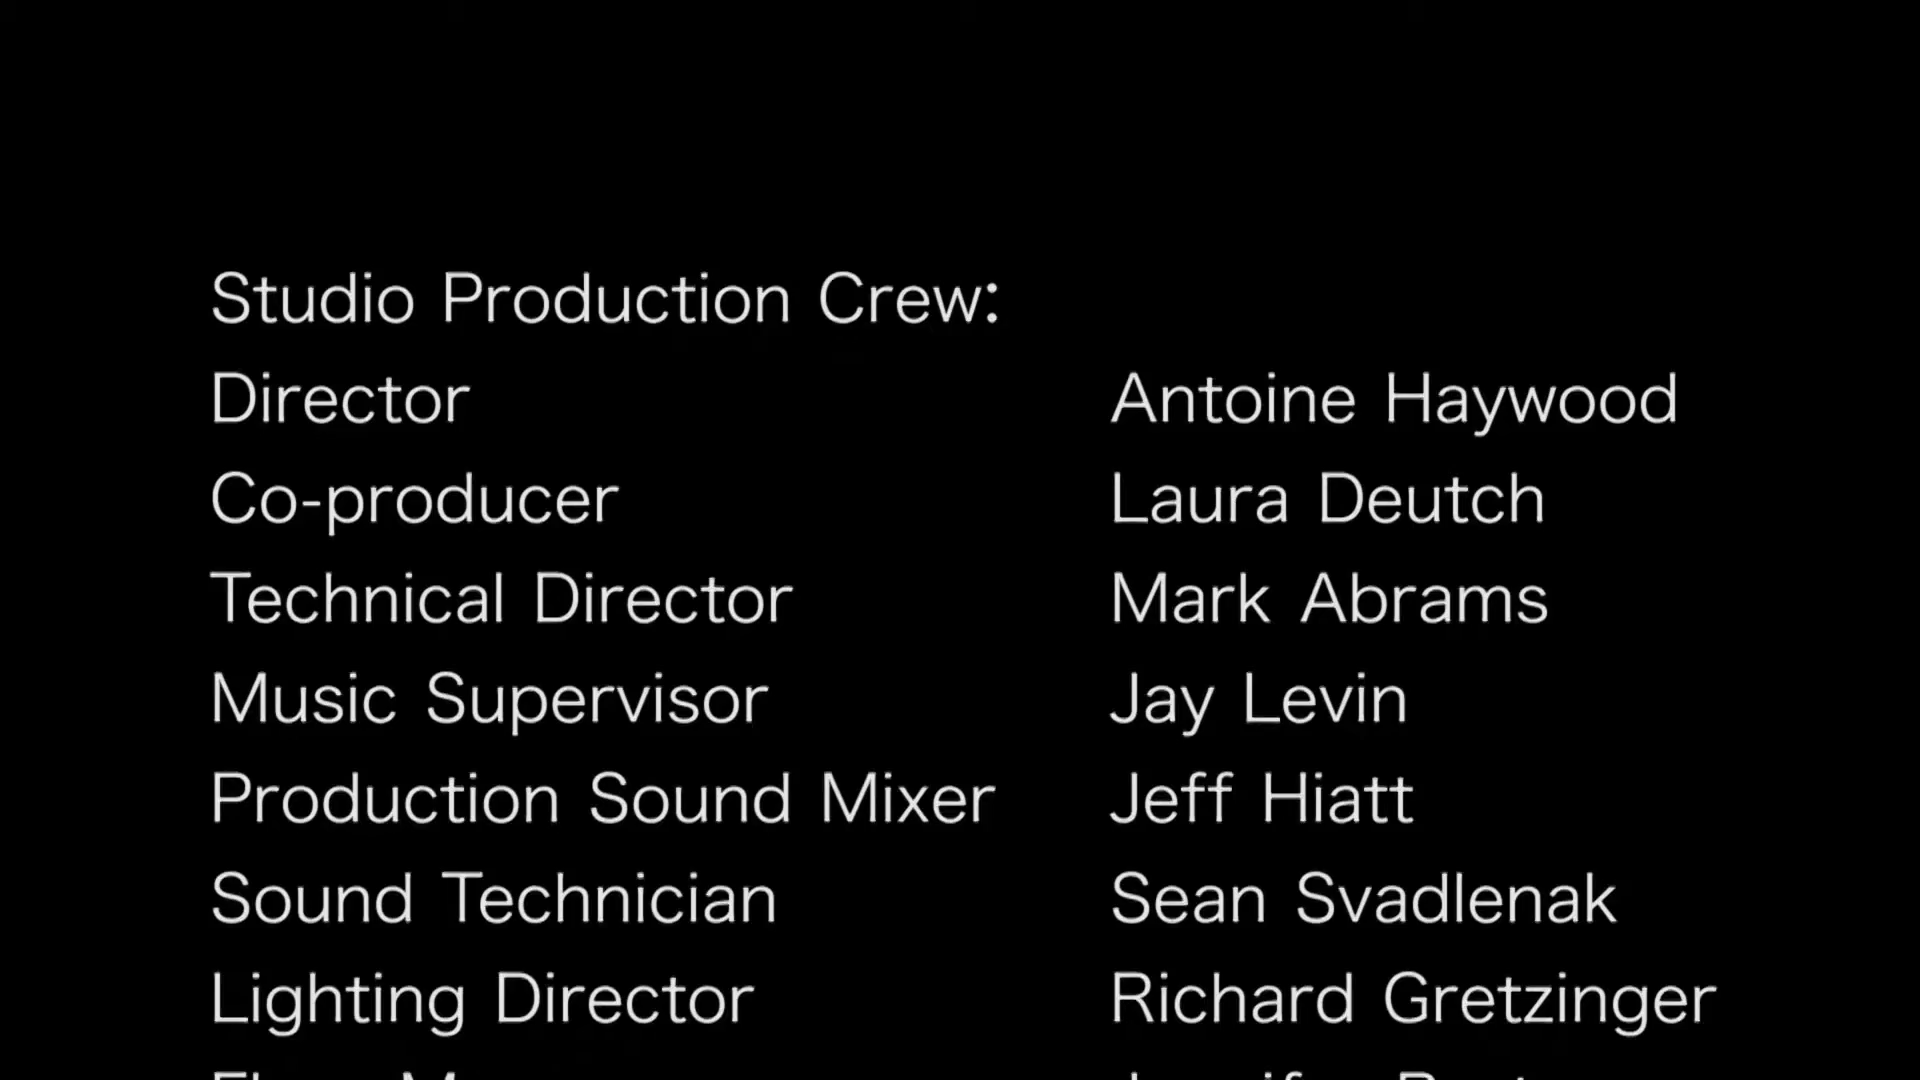 Studio Production Crew:
Director Antoine Haywood
Co-producer Laura Deutch
Technical Director Mark Abrams
Music Supervisor Jay Levin
Production Sound Mixer Jeff Hiatt
Sound Technician Sean Svadlenak
Lighting Director Richard Gretzinger